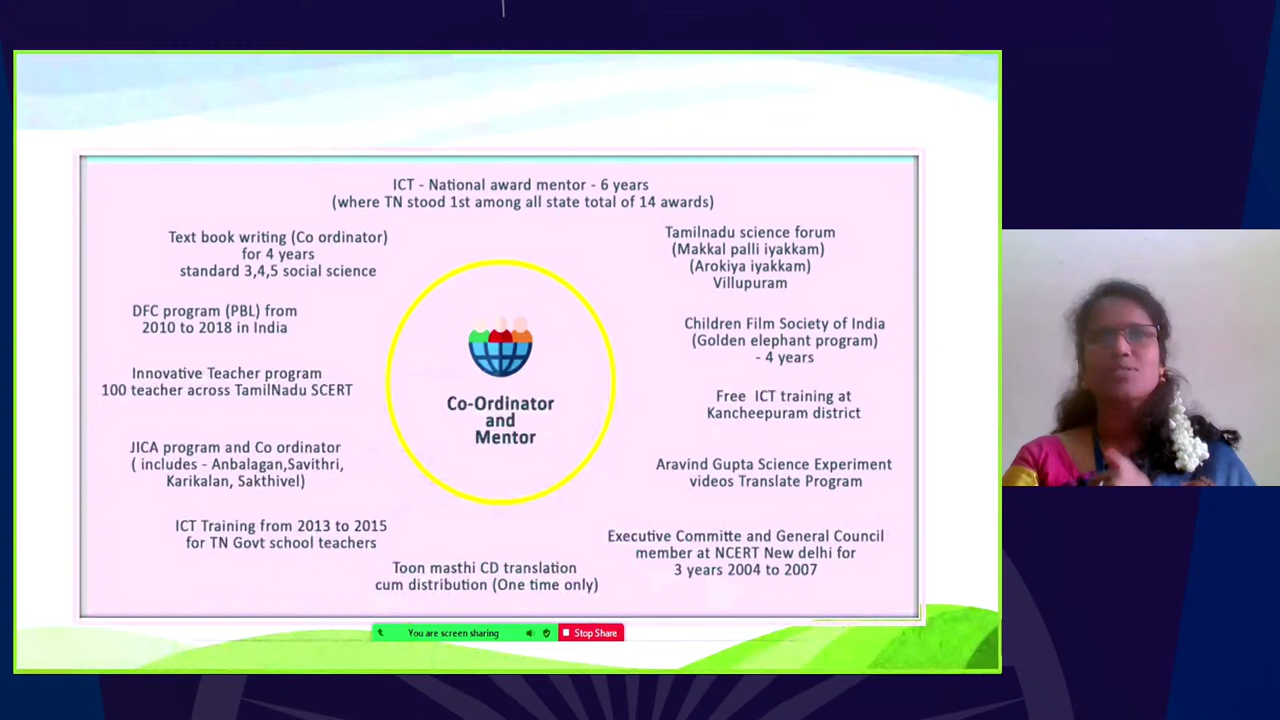 ICT - National award mentor - 6 years
(where TN stood 1st among all state total of 14 awards)
Text book writing (Co ordinator)
for 4 years
standard 3,4,5 social science
DFC program (PBL) from
2010 to 2018 in India
Innovative Teacher program
100 teacher across TamilNadu SCERT
JICA program and Co ordinator
( includes - Anbalagan,Savithri,
Karikalan, Sakthivel)
ICT Training from 2013 to 2015
for TN Govt school teachers
Toon masthi CD translation
cum distribution (One time only)
Co-Ordinator
and
Mentor
Tamilnadu science forum
(Makkal palli iyakkam)
(Arokiya iyakkam)
Villupuram
Children Film Society of India
(Golden elephant program)
- 4 years
Free ICT training at
Kancheepuram district
Aravind Gupta Science Experiment
videos Translate Program
Executive Committe and General Council
member at NCERT New delhi for
3 years 2004 to 2007
You are screen sharing
Stop Share